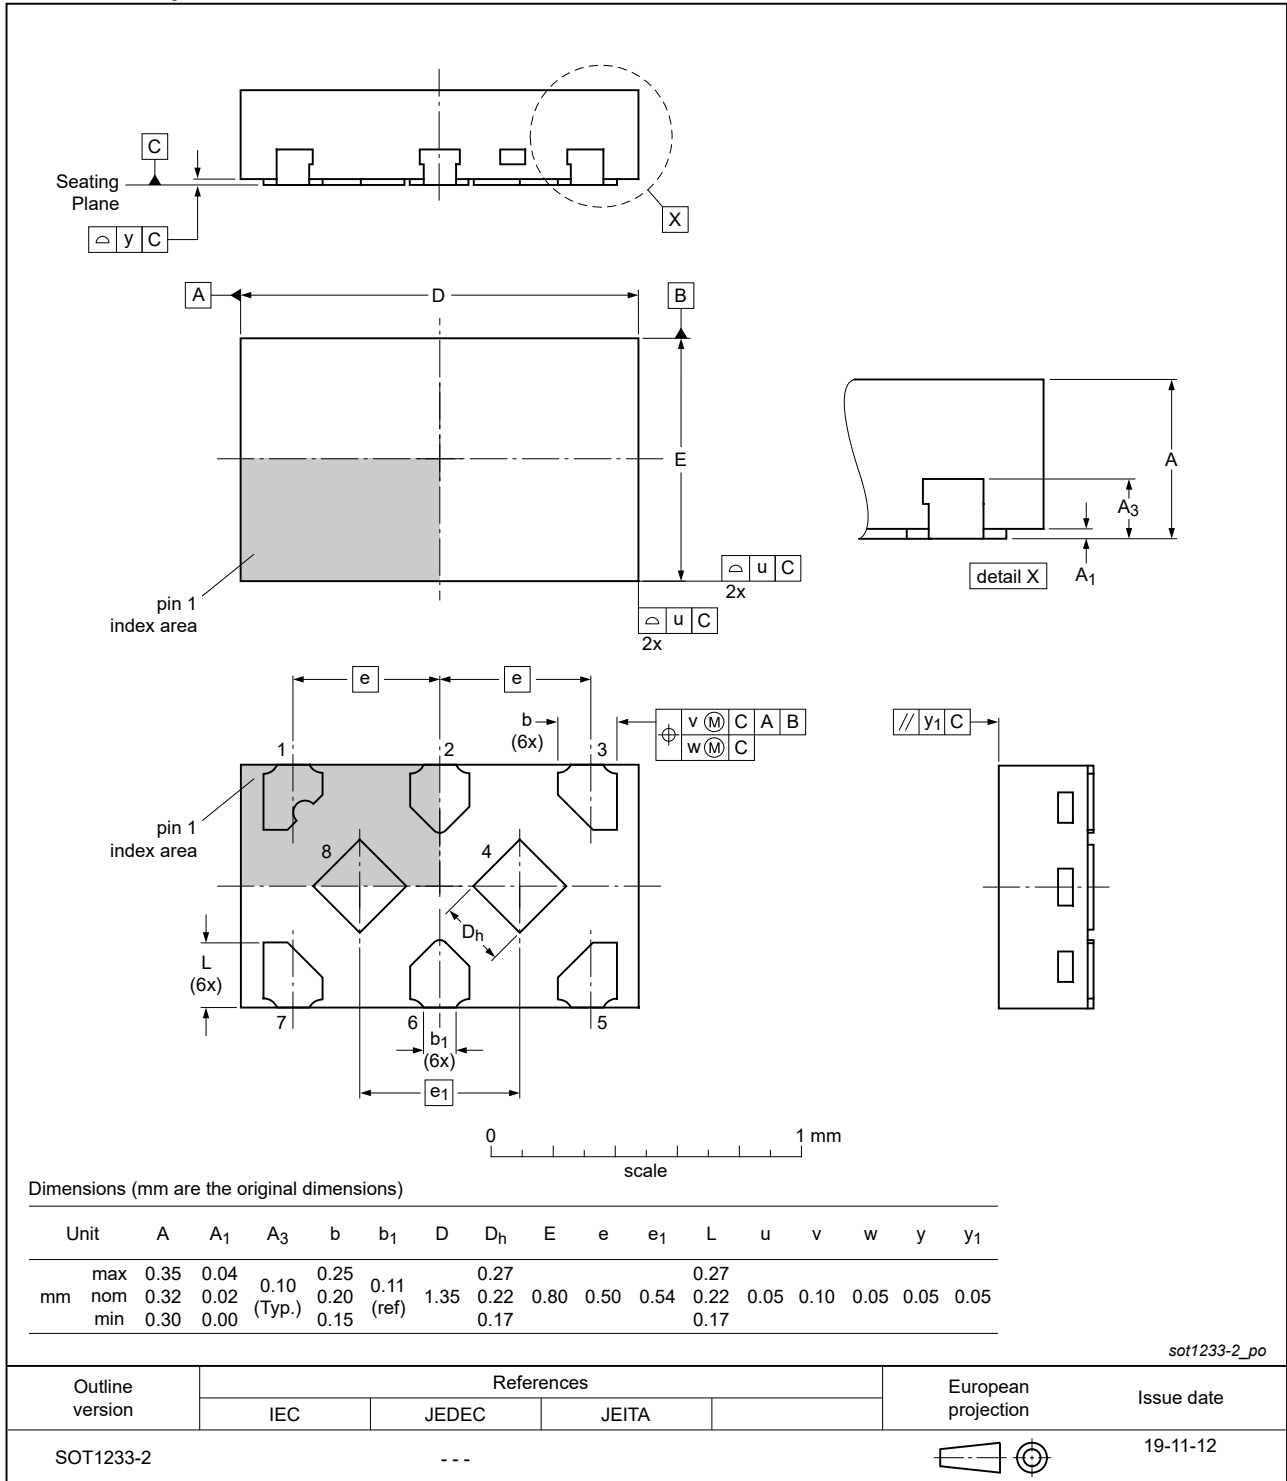 C
Seating
Plane
⌓ y C
X
A
D
B
E
pin 1
index area
⌓ u C
2x
⌓ u C
2x
A
A3
A1
detail X
e
e
b
(6x)
⌖ v Ⓜ C A B
w Ⓜ C
// y1 C
1
2
3
pin 1
index area
8
4
Dh
L
(6x)
7
6
5
b1
(6x)
e1
0
1 mm
scale
Dimensions (mm are the original dimensions)
Unit A A1 A3 b b1 D Dh E e e1 L u v w y y1
max 0.35 0.04 0.25 0.27 0.27
mm nom 0.32 0.02 0.10 (Typ.) 0.20 0.11 (ref) 1.35 0.22 0.80 0.50 0.54 0.22 0.05 0.10 0.05 0.05 0.05
min 0.30 0.00 0.15 0.17 0.17
sot1233-2_po
Outline version
References
European projection
Issue date
IEC JEDEC JEITA
SOT1233-2
- - -
19-11-12